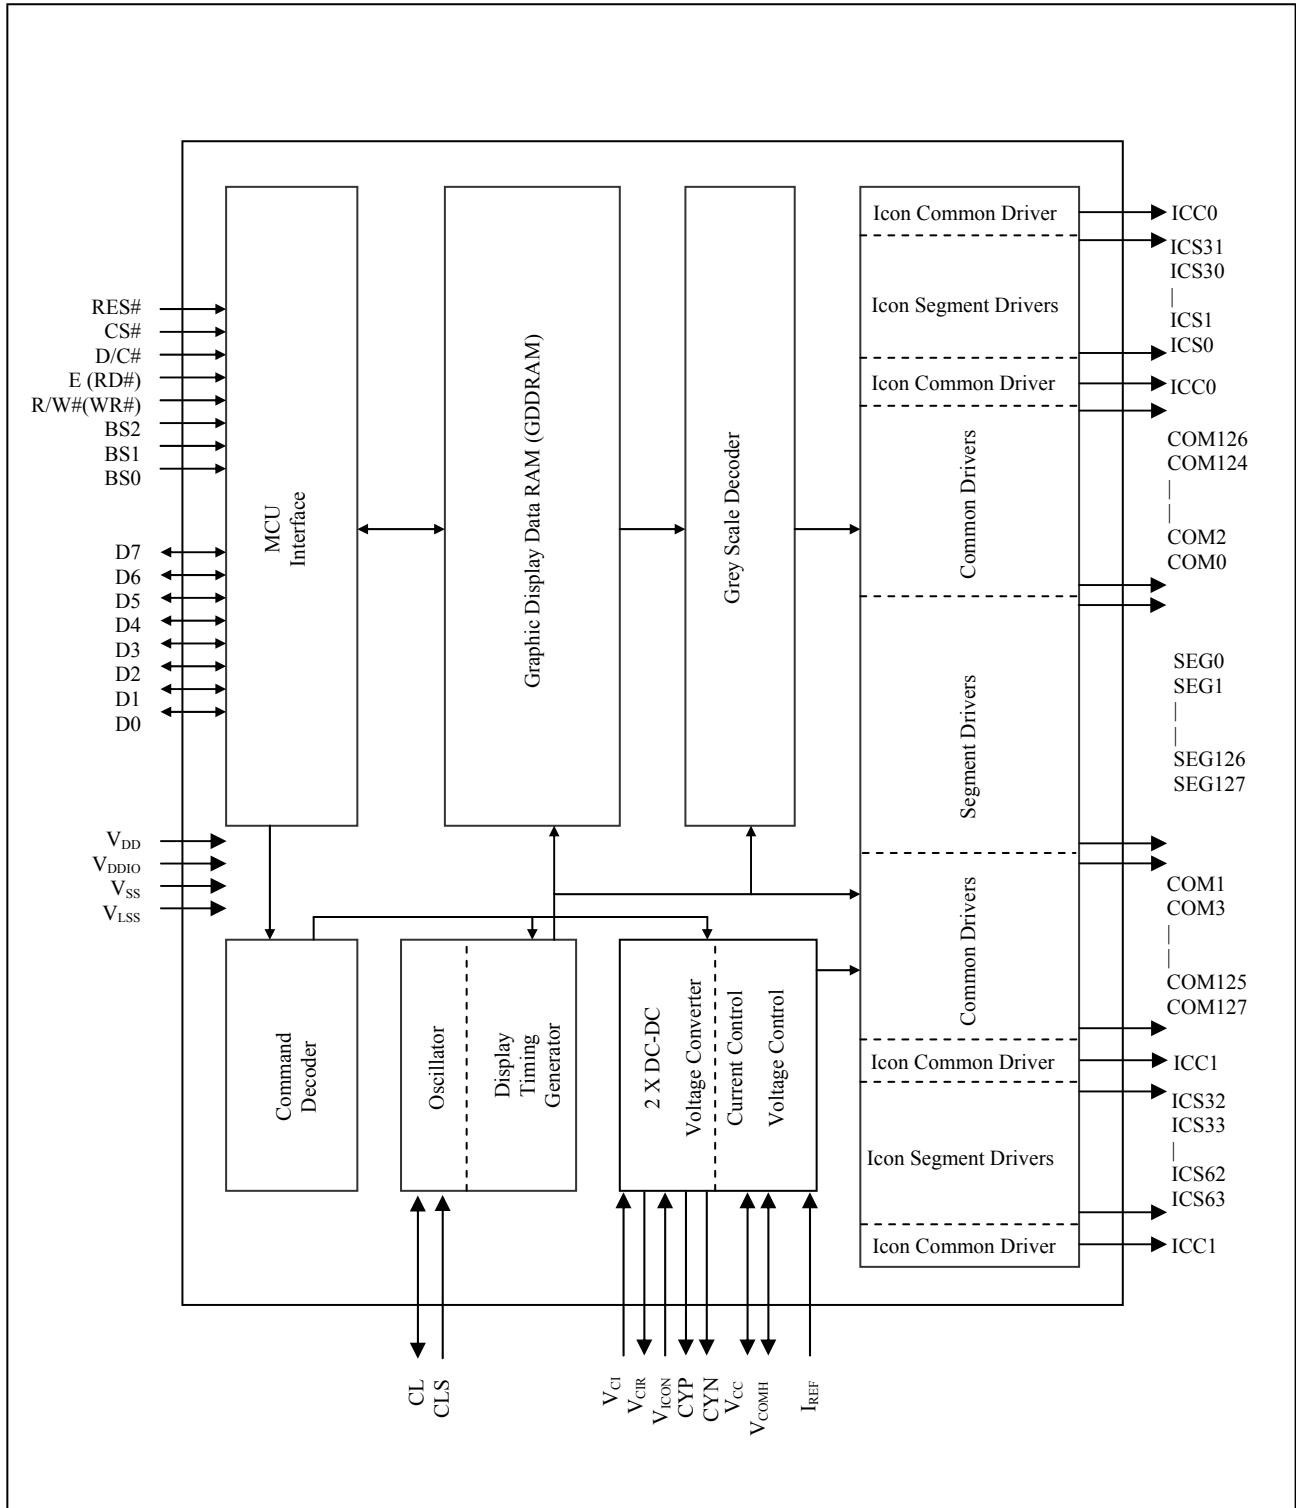 RES#
CS#
D/C#
E (RD#)
R/W#(WR#)
BS2
BS1
BS0
D7
D6
D5
D4
D3
D2
D1
D0
VDD
VDDIO
VSS
VLSS
MCU
Interface
Graphic Display Data RAM (GDDRAM)
Grey Scale Decoder
Icon Common Driver
Icon Segment Drivers
Icon Common Driver
Common Drivers
Segment Drivers
Common Drivers
Icon Common Driver
Icon Segment Drivers
Icon Common Driver
ICC0
ICS31
ICS30
|
ICS1
ICS0
ICC0
COM126
COM124
|
|
COM2
COM0
SEG0
SEG1
|
|
SEG126
SEG127
COM1
COM3
|
|
COM125
COM127
ICC1
ICS32
ICS33
|
ICS62
ICS63
ICC1
Command
Decoder
Oscillator
Display
Timing
Generator
2 X DC-DC
Voltage Converter
Current Control
Voltage Control
CL
CLS
VCI
VCIR
VICON
CYP
CYN
VCC
VCOMH
IREF